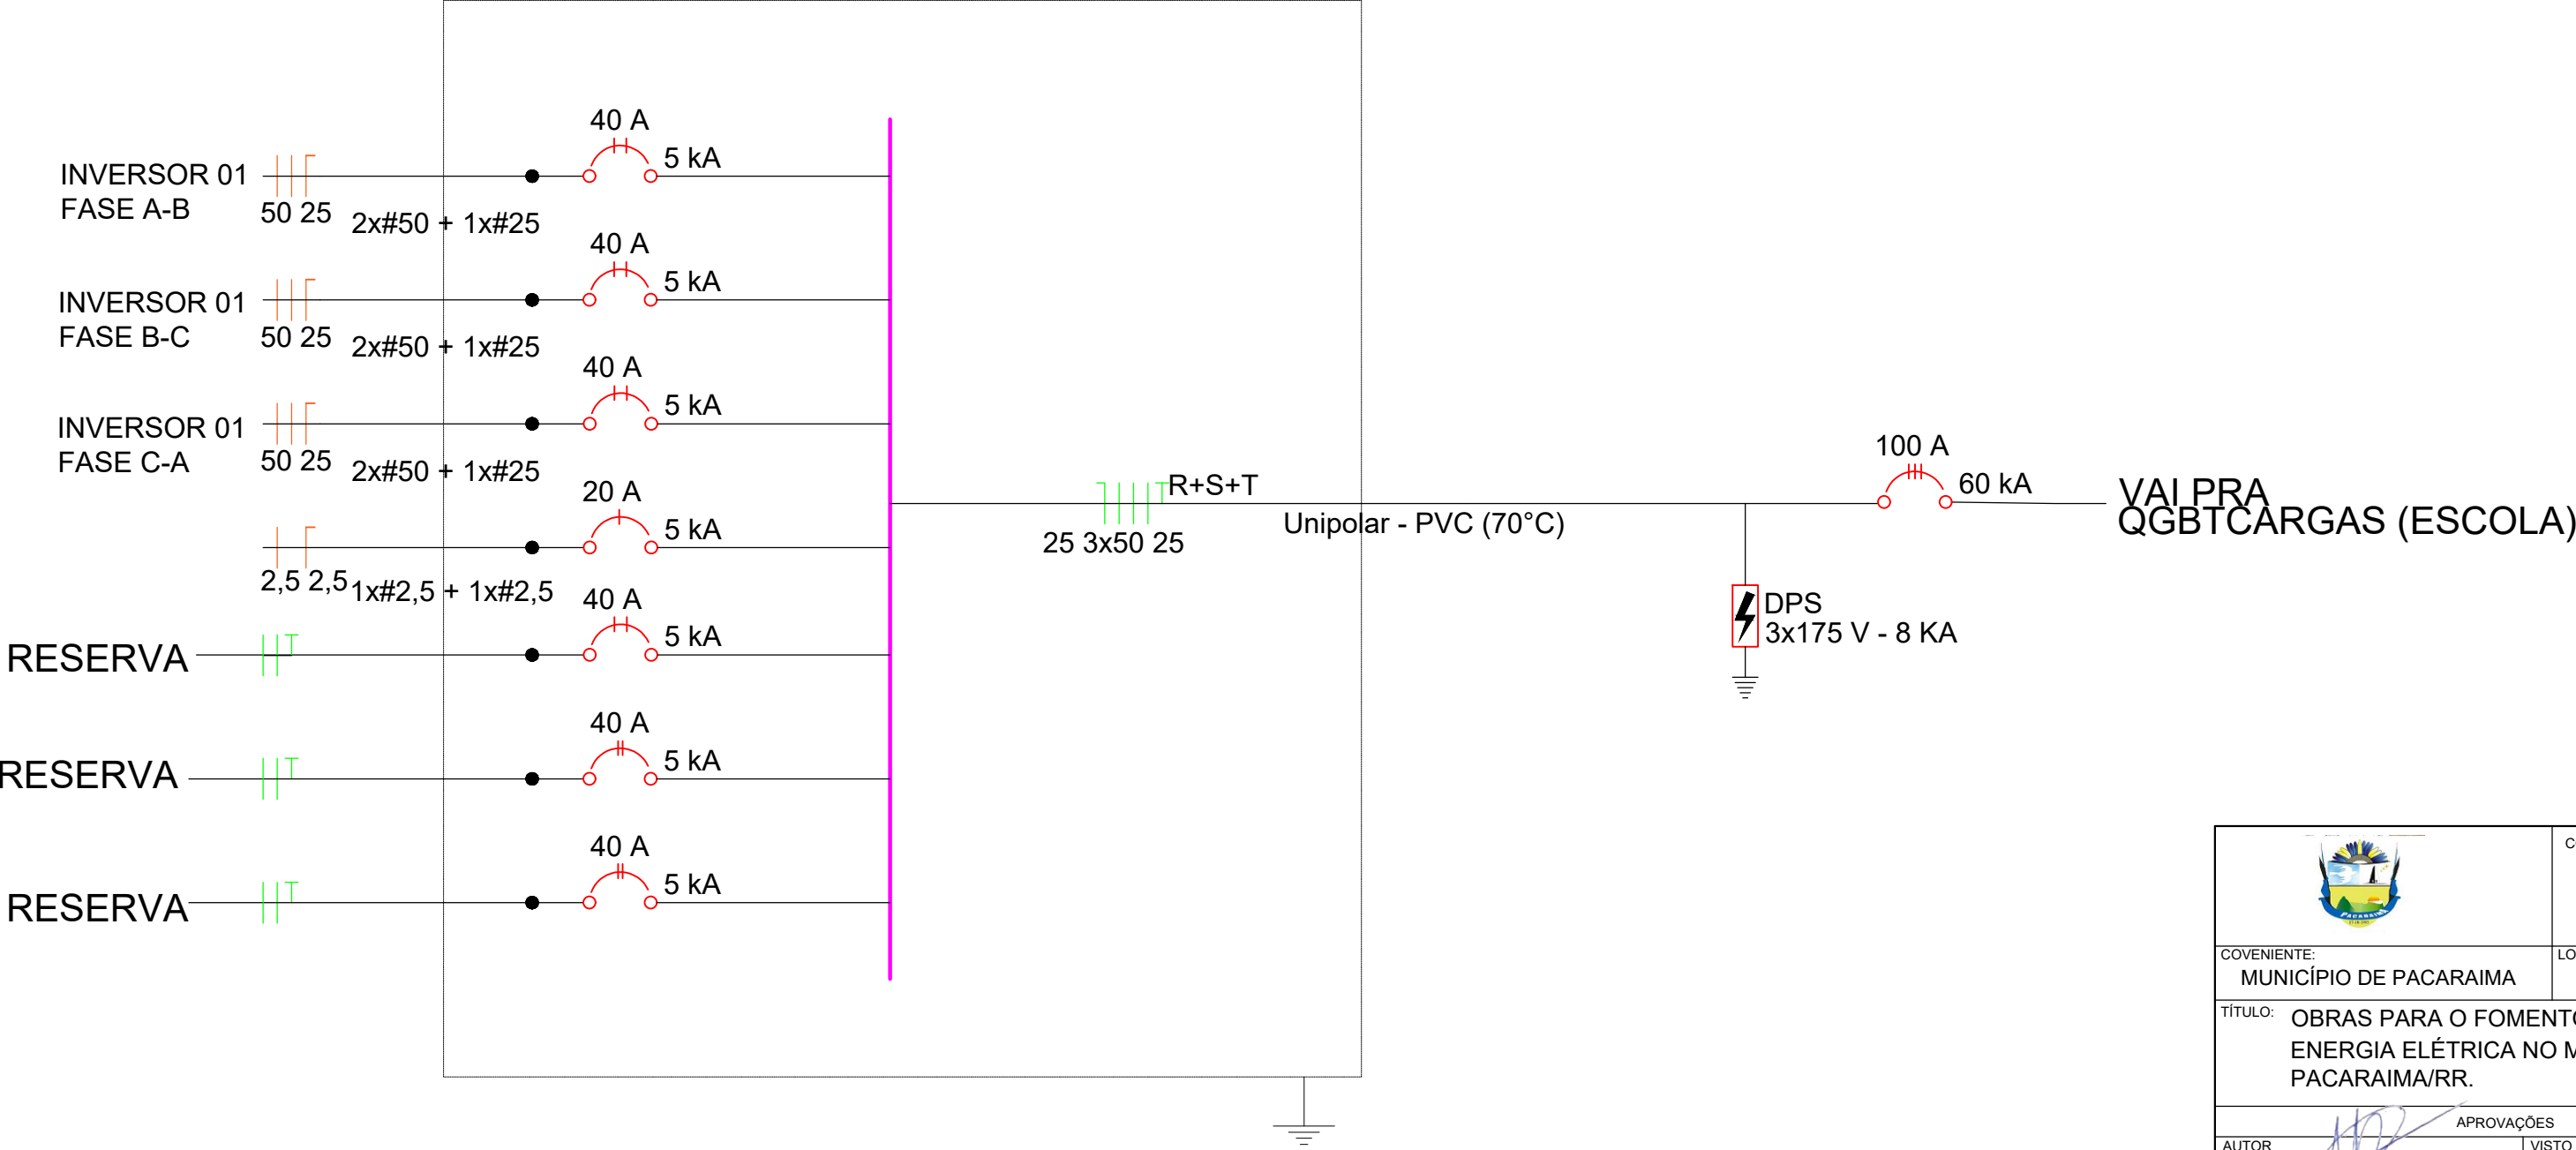 40 A
5 kA
INVERSOR 01
FASE A-B
50 25
2x#50 + 1x#25
40 A
5 kA
INVERSOR 01
FASE B-C
50 25
2x#50 + 1x#25
40 A
5 kA
INVERSOR 01
FASE C-A
50 25
2x#50 + 1x#25
20 A
5 kA
2,5 2,5
1x#2,5 + 1x#2,5
40 A
5 kA
RESERVA
40 A
5 kA
RESERVA
40 A
5 kA
RESERVA
R+S+T
25 3x50 25
Unipolar - PVC (70°C)
100 A
60 kA
VAI PRA
QGBTCARGAS (ESCOLA)
DPS
3x175 V - 8 KA
PACARAIMA
COVENIENTE:
MUNICÍPIO DE PACARAIMA
LO
TÍTULO: OBRAS PARA O FOMENTO
ENERGIA ELÉTRICA NO M
PACARAIMA/RR.
APROVAÇÕES
AUTOR
VISTO